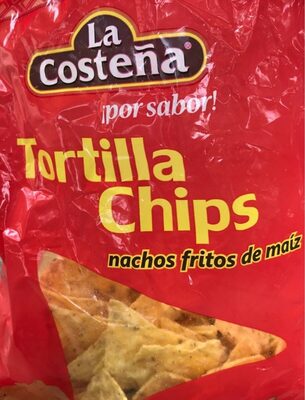 La
Costeña®
¡por sabor!
Tortilla
Chips
nachos fritos de maíz